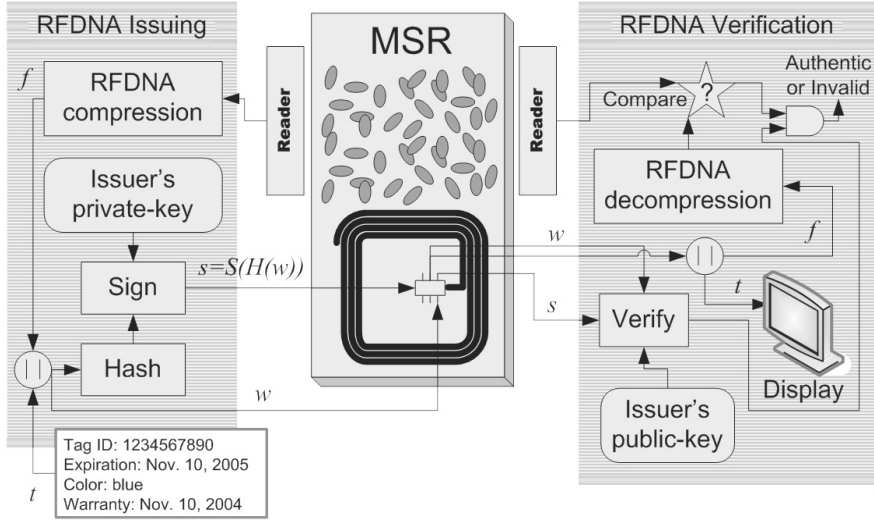 RFDNA Issuing
f
RFDNA
compression
Issuer's
private-key
Sign
s=S(H(w))
Hash
| |
w
t
Tag ID: 1234567890
Expiration: Nov. 10, 2005
Color: blue
Warranty: Nov. 10, 2004
Reader
MSR
Reader
RFDNA Verification
Compare
?
Authentic
or Invalid
RFDNA
decompression
w
| |
f
s
t
Verify
Display
Issuer's
public-key